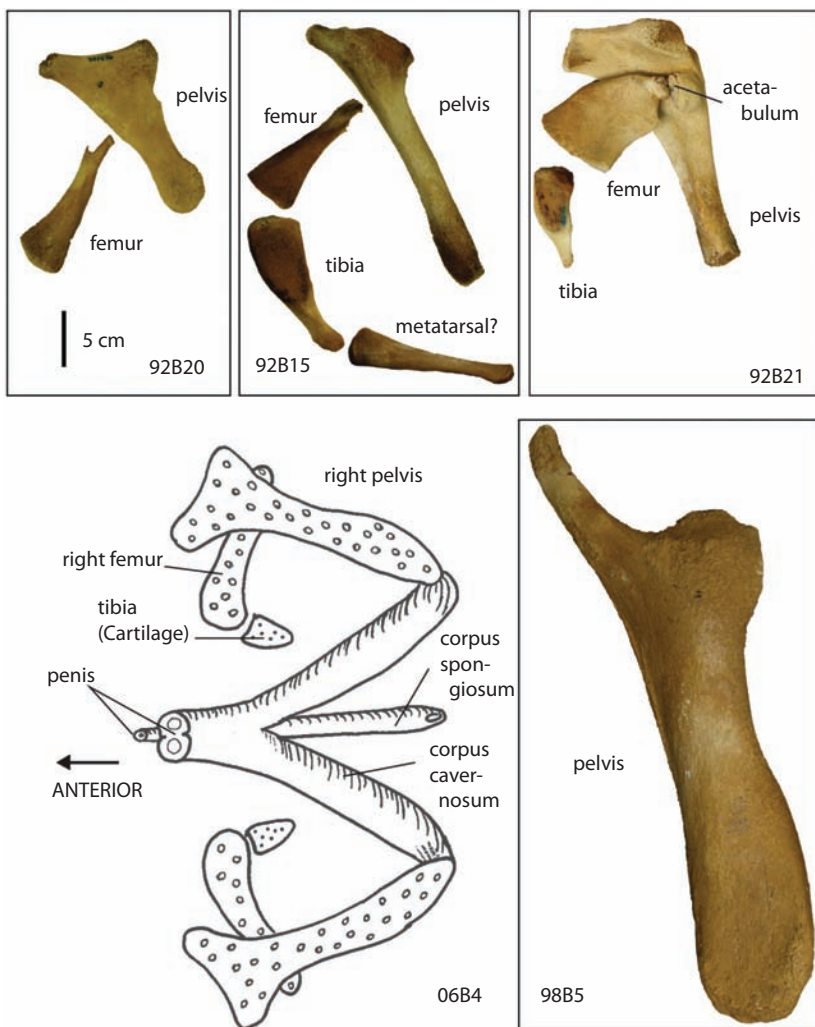 pelvis
femur
5 cm
92B20
femur
pelvis
tibia
metatarsal?
92B15
aceta-
bulum
femur
pelvis
tibia
92B21
right pelvis
right femur
tibia
(Cartilage)
corpus
spon-
giosum
penis
corpus
caver-
nosum
ANTERIOR
06B4
pelvis
98B5